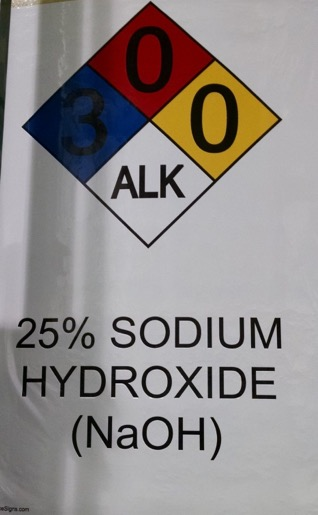 0
3 0
ALK
25% SODIUM
HYDROXIDE
(NaOH)